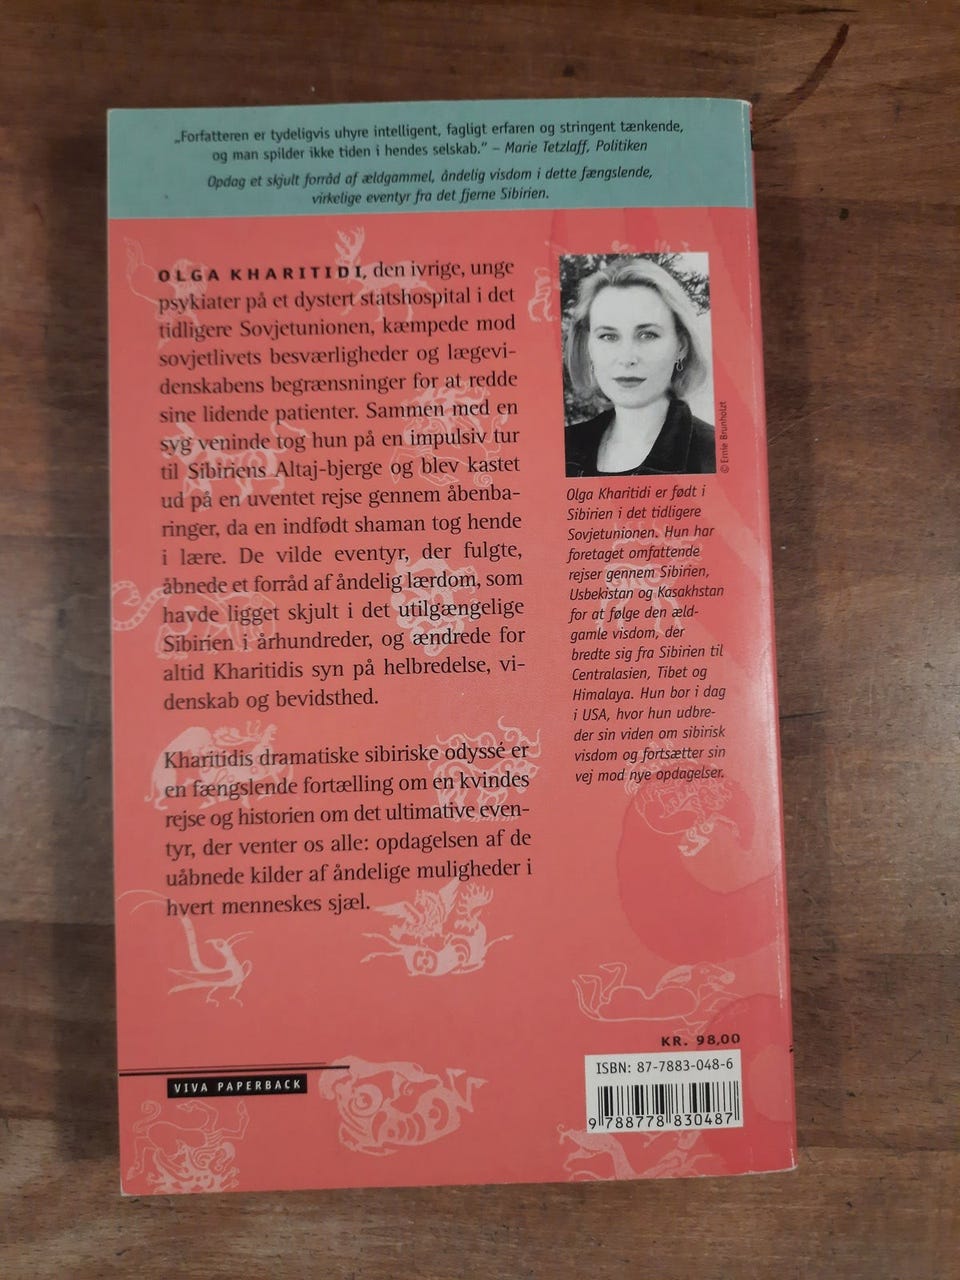 „Forfatteren er tydeligvis uhyre intelligent, fagligt erfaren og stringent tænkende,
og man spilder ikke tiden i hendes selskab.” – Marie Tetzlaff, Politiken
Opdag et skjult forråd af ældgammel, åndelig visdom i dette fængslende,
virkelige eventyr fra det fjerne Sibirien.
OLGA KHARITIDI, den ivrige, unge
psykiater på et dystert statshospital i det
tidligere Sovjetunionen, kæmpede mod
sovjetlivets besværligheder og lægevi-
denskabens begrænsninger for at redde
sine lidende patienter. Sammen med en
syg veninde tog hun på en impulsiv tur
til Sibiriens Altaj-bjerge og blev kastet
ud på en uventet rejse gennem åbenba-
ringer, da en indfødt shaman tog hende
i lære. De vilde eventyr, der fulgte,
åbnede et forråd af åndelig lærdom, som
havde ligget skjult i det utilgængelige
Sibirien i århundreder, og ændrede for
altid Kharitidis syn på helbredelse, vi-
denskab og bevidsthed.
Kharitidis dramatiske sibiriske odyssé er
en fængslende fortælling om en kvindes
rejse og historien om det ultimative even-
tyr, der venter os alle: opdagelsen af de
uåbnede kilder af åndelige muligheder i
hvert menneskes sjæl.
© Ernie Brunholzt
Olga Kharitidi er født i
Sibirien i det tidligere
Sovjetunionen. Hun har
foretaget omfattende
rejser gennem Sibirien,
Usbekistan og Kasakhstan
for at følge den æld-
gamle visdom, der
bredte sig fra Sibirien til
Centralasien, Tibet og
Himalaya. Hun bor i dag
i USA, hvor hun udbre-
der sin viden om sibirisk
visdom og fortsætter sin
vej mod nye opdagelser.
KR. 98,00
ISBN: 87-7883-048-6
9 788778 830487
VIVA PAPERBACK